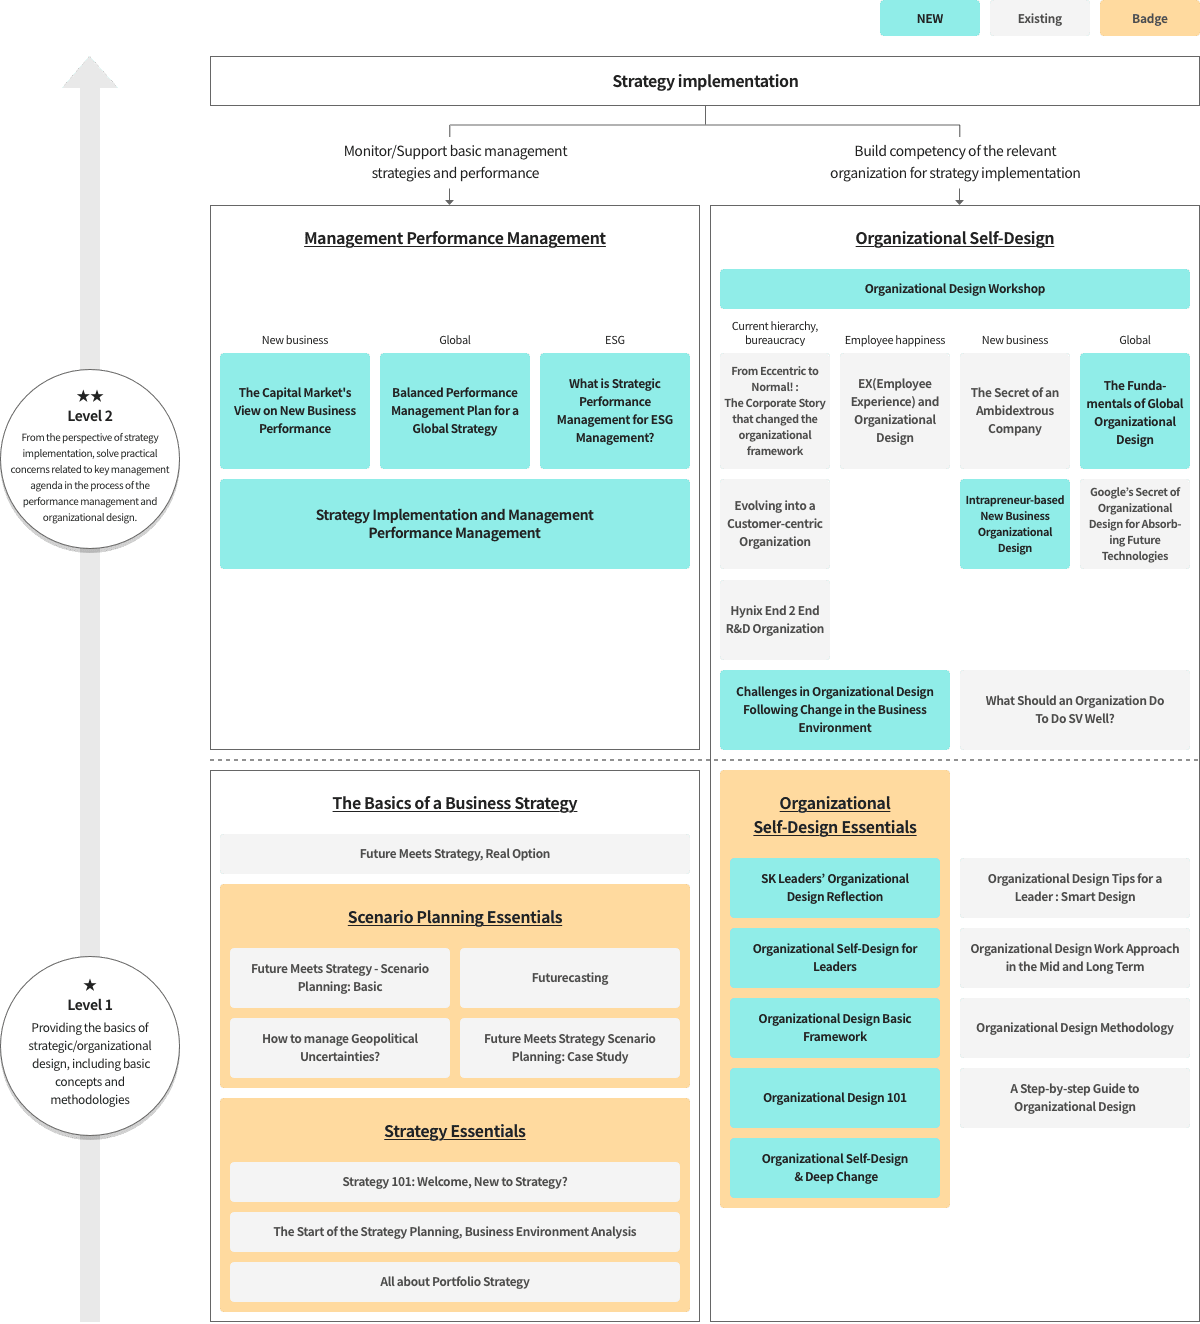 NEW
Existing
Badge
Strategy implementation
Monitor/Support basic management
strategies and performance
Build competency of the relevant
organization for strategy implementation
★★
Level 2
From the perspective of strategy
implementation, solve practical
concerns related to key management
agenda in the process of the
performance management and
organizational design.
Management Performance Management
New business
Global
ESG
The Capital Market's
View on New Business
Performance
Balanced Performance
Management Plan for a
Global Strategy
What is Strategic
Performance
Management for ESG
Management?
Strategy Implementation and Management
Performance Management
Organizational Self-Design
Organizational Design Workshop
Current hierarchy,
bureaucracy
Employee happiness
New business
Global
From Eccentric to
Normal! :
The Corporate Story
that changed the
organizational
framework
EX(Employee
Experience) and
Organizational
Design
The Secret of an
Ambidextrous
Company
The Funda-
mentals of Global
Organizational
Design
Evolving into a
Customer-centric
Organization
Intrapreneur-based
New Business
Organizational
Design
Google’s Secret of
Organizational
Design for Absorb-
ing Future
Technologies
Hynix End 2 End
R&D Organization
Challenges in Organizational Design
Following Change in the Business
Environment
What Should an Organization Do
To Do SV Well?
★
Level 1
Providing the basics of
strategic/organizational
design, including basic
concepts and
methodologies
The Basics of a Business Strategy
Future Meets Strategy, Real Option
Scenario Planning Essentials
Future Meets Strategy - Scenario
Planning: Basic
Futurecasting
How to manage Geopolitical
Uncertainties?
Future Meets Strategy Scenario
Planning: Case Study
Strategy Essentials
Strategy 101: Welcome, New to Strategy?
The Start of the Strategy Planning, Business Environment Analysis
All about Portfolio Strategy
Organizational
Self-Design Essentials
SK Leaders’ Organizational
Design Reflection
Organizational Self-Design for
Leaders
Organizational Design Basic
Framework
Organizational Design 101
Organizational Self-Design
& Deep Change
Organizational Design Tips for a
Leader : Smart Design
Organizational Design Work Approach
in the Mid and Long Term
Organizational Design Methodology
A Step-by-step Guide to
Organizational Design